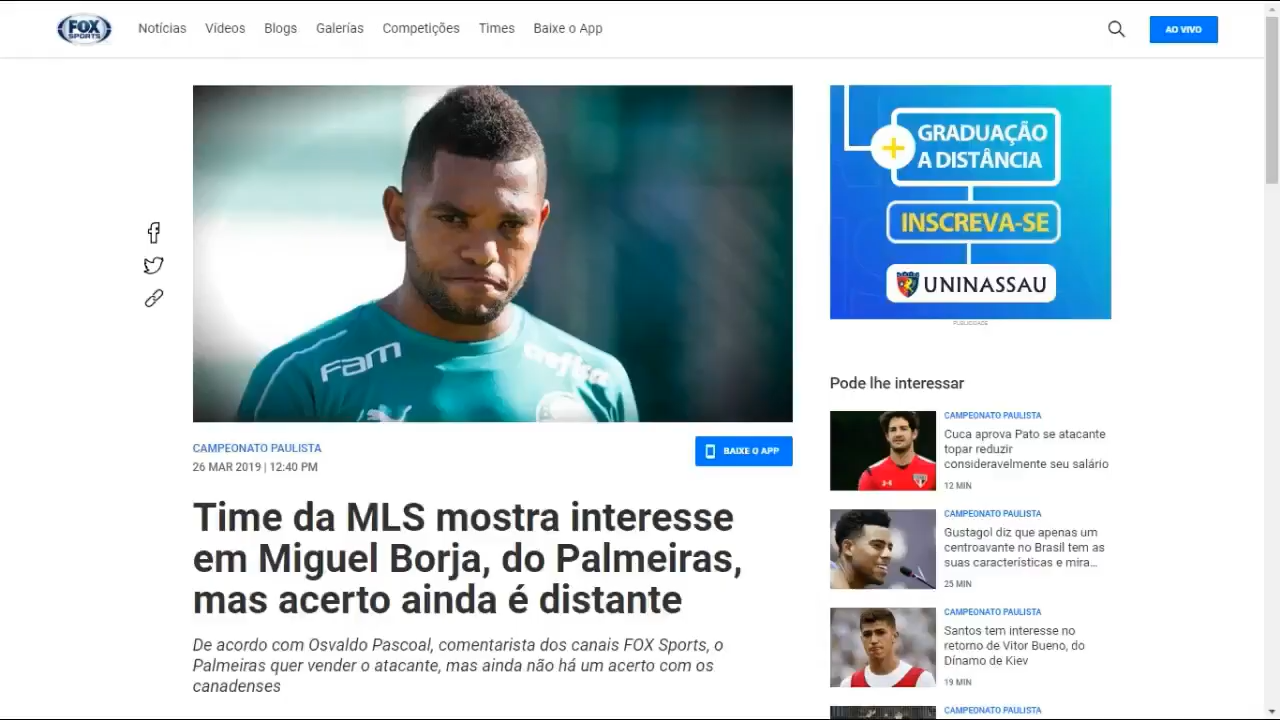 FOX
SPORTS
Notícias
Vídeos
Blogs
Galerías
Competições
Times
Baixe o App
AO VIVO
Fam
GRADUAÇÃO
A DISTÂNCIA
INSCREVA-SE
UNINASSAU
PUBLICIDADE
CAMPEONATO PAULISTA
26 MAR 2019 | 12:40 PM
BAIXE O APP
Time da MLS mostra interesse
em Miguel Borja, do Palmeiras,
mas acerto ainda é distante
De acordo com Osvaldo Pascoal, comentarista dos canais FOX Sports, o
Palmeiras quer vender o atacante, mas ainda não há um acerto com os
canadenses
Pode lhe interessar
CAMPEONATO PAULISTA
Cuca aprova Pato se atacante
topar reduzir
consideravelmente seu salário
12 MIN
CAMPEONATO PAULISTA
Gustagol diz que apenas um
centroavante no Brasil tem as
suas características e mira...
25 MIN
CAMPEONATO PAULISTA
Santos tem interesse no
retorno de Vitor Bueno, do
Dínamo de Kiev
19 MIN
CAMPEONATO PAULISTA